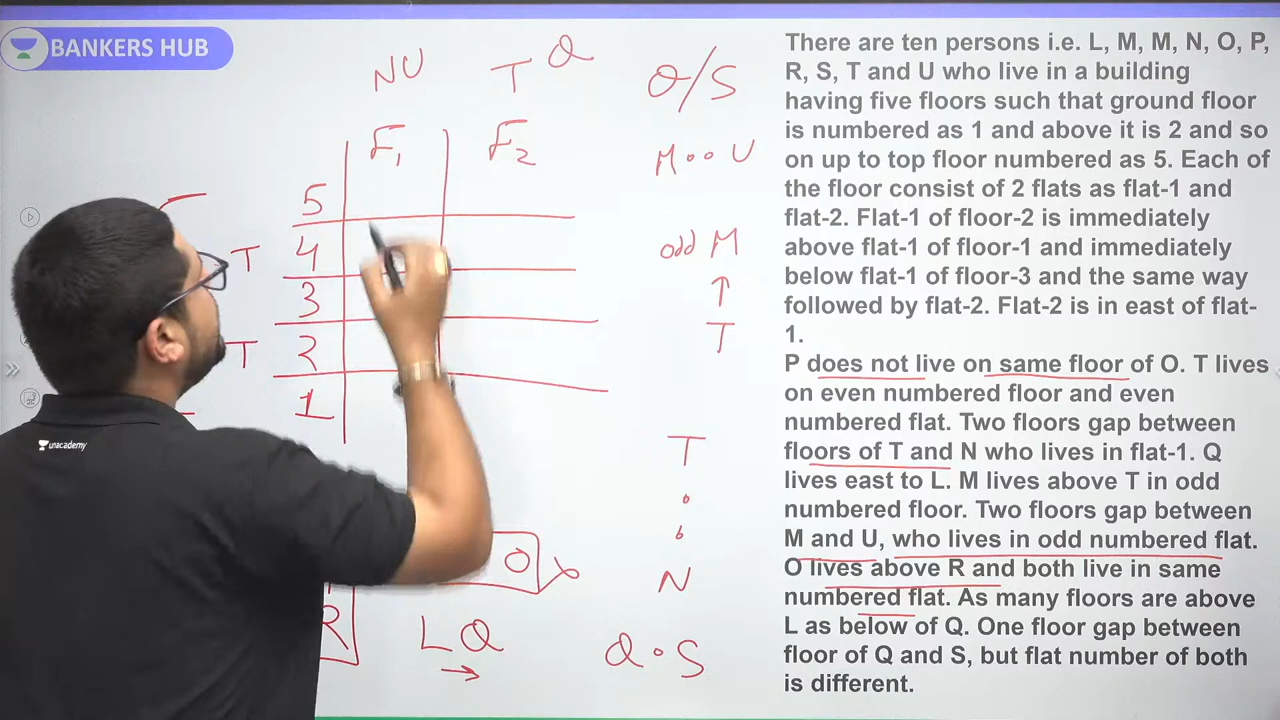 BANKERS HUB
NU T Q Q/S
F1 F2 M o o U
5
T 4 odd M
3 ↑
T 2 T
1
T
o
o
N
O
R L Q Q • S
→
unacademy
There are ten persons i.e. L, M, M, N, O, P,
R, S, T and U who live in a building
having five floors such that ground floor
is numbered as 1 and above it is 2 and so
on up to top floor numbered as 5. Each of
the floor consist of 2 flats as flat-1 and
flat-2. Flat-1 of floor-2 is immediately
above flat-1 of floor-1 and immediately
below flat-1 of floor-3 and the same way
followed by flat-2. Flat-2 is in east of flat-
1.
P does not live on same floor of O. T lives
on even numbered floor and even
numbered flat. Two floors gap between
floors of T and N who lives in flat-1. Q
lives east to L. M lives above T in odd
numbered floor. Two floors gap between
M and U, who lives in odd numbered flat.
O lives above R and both live in same
numbered flat. As many floors are above
L as below of Q. One floor gap between
floor of Q and S, but flat number of both
is different.